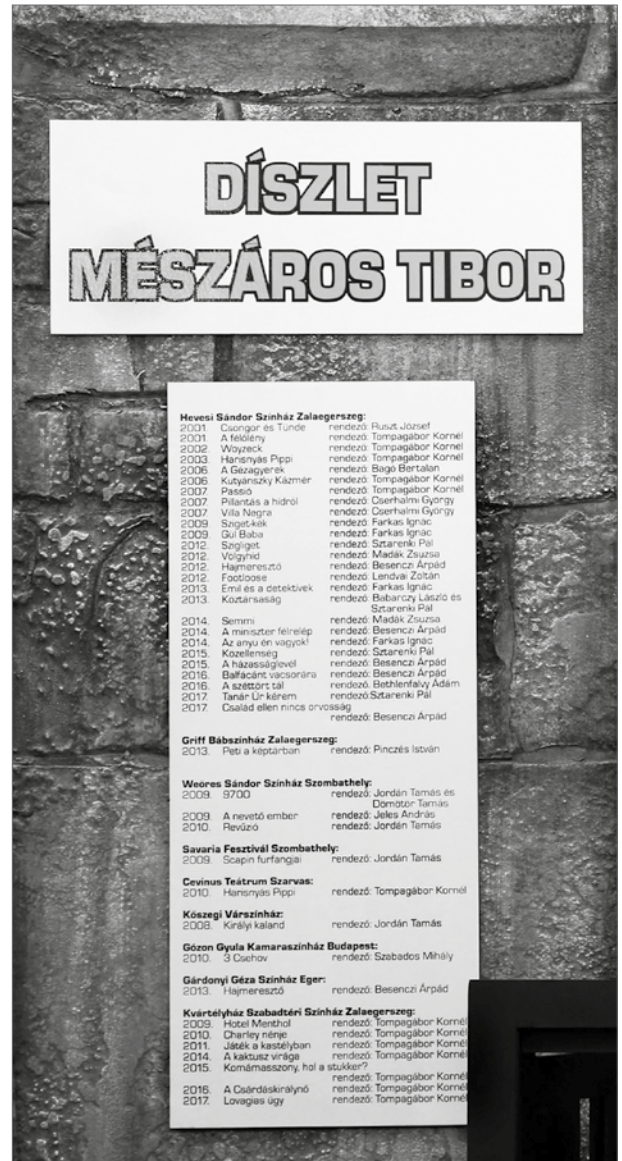 DÍSZLET
MÉSZÁROS TIBOR
Hevesi Sándor Színház Zalaegerszeg:
2001. Csongor és Tünde rendező: Ruszt József
2001. A félőlény rendező: Tompagábor Kornél
2002. Woyzeck rendező: Tompagábor Kornél
2003. Harisnyás Pippi rendező: Tompagábor Kornél
2006. A Gézagyerek rendező: Bagó Bertalan
2006. Kutyánszky Kázmér rendező: Tompagábor Kornél
2007. Passió rendező: Tompagábor Kornél
2007. Pillantás a hídról rendező: Cserhalmi György
2007. Villa Negra rendező: Cserhalmi György
2009. Sziget-kék rendező: Farkas Ignác
2009. Gül Baba rendező: Farkas Ignác
2012. Szigliget rendező: Sztarenki Pál
2012. Völgyhíd rendező: Madák Zsuzsa
2012. Hajmeresztő rendező: Besenczi Árpád
2012. Footloose rendező: Lendvai Zoltán
2013. Emil és a detektívek rendező: Farkas Ignác
2013. Köztársaság rendező: Babarczy László és
Sztarenki Pál
2014. Semmi rendező: Madák Zsuzsa
2014. A miniszter félrelép rendező: Besenczi Árpád
2014. Az anyu én vagyok! rendező: Farkas Ignác
2015. Közellenség rendező: Sztarenki Pál
2015. A házasságlevél rendező: Besenczi Árpád
2016. Balfácánt vacsorára rendező: Besenczi Árpád
2016. A széttört tál rendező: Bethlenfalvy Ádám
2017. Tanár Úr kérem rendező:Sztarenki Pál
2017. Család ellen nincs orvosság
rendező: Besenczi Árpád
Griff Bábszínház Zalaegerszeg:
2013. Peti a képtárban rendező: Pinczés István
Weöres Sándor Színház Szombathely:
2009. 9700 rendező: Jordán Tamás és
Dömötör Tamás
2009. A nevető ember rendező: Jeles András
2010. Revűzió rendező: Jordán Tamás
Savaria Fesztivál Szombathely:
2009. Scapin furfangjai rendező: Jordán Tamás
Cevinus Teátrum Szarvas:
2010. Harisnyás Pippi rendező: Tompagábor Kornél
Kőszegi Várszínház:
2008. Királyi kaland rendező: Jordán Tamás
Gózon Gyula Kamaraszínház Budapest:
2010. 3 Csehov rendező: Szabados Mihály
Gárdonyi Géza Színház Eger:
2013. Hajmeresztő rendező: Besenczi Árpád
Kvártélyház Szabadtéri Színház Zalaegerszeg:
2009. Hotel Menthol rendező: Tompagábor Kornél
2010. Charley nénje rendező: Tompagábor Kornél
2011. Játék a kastélyban rendező: Tompagábor Kornél
2014. A kaktusz virága rendező: Tompagábor Kornél
2015. Komámasszony, hol a stukker?
rendező: Tompagábor Kornél
2016. A Csárdáskirálynő rendező: Tompagábor Kornél
2017. Lovagias ügy rendező: Tompagábor Kornél